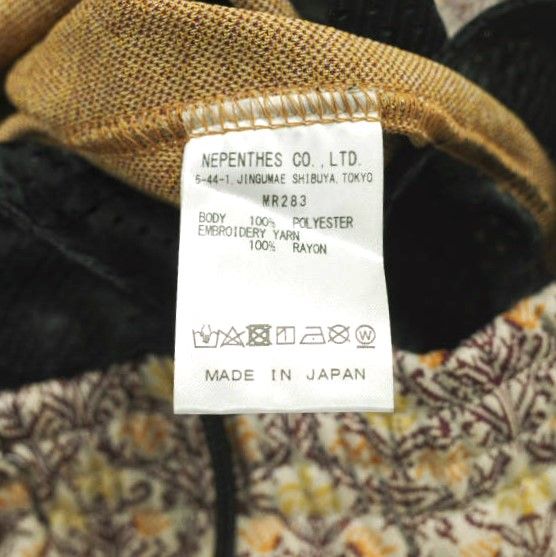 NEPENTHES CO.,LTD.
5-44-1, JINGUMAE SHIBUYA, TOKYO
MR283
BODY 100% POLYESTER
EMBROIDERY YARN
100% RAYON
W
MADE IN JAPAN